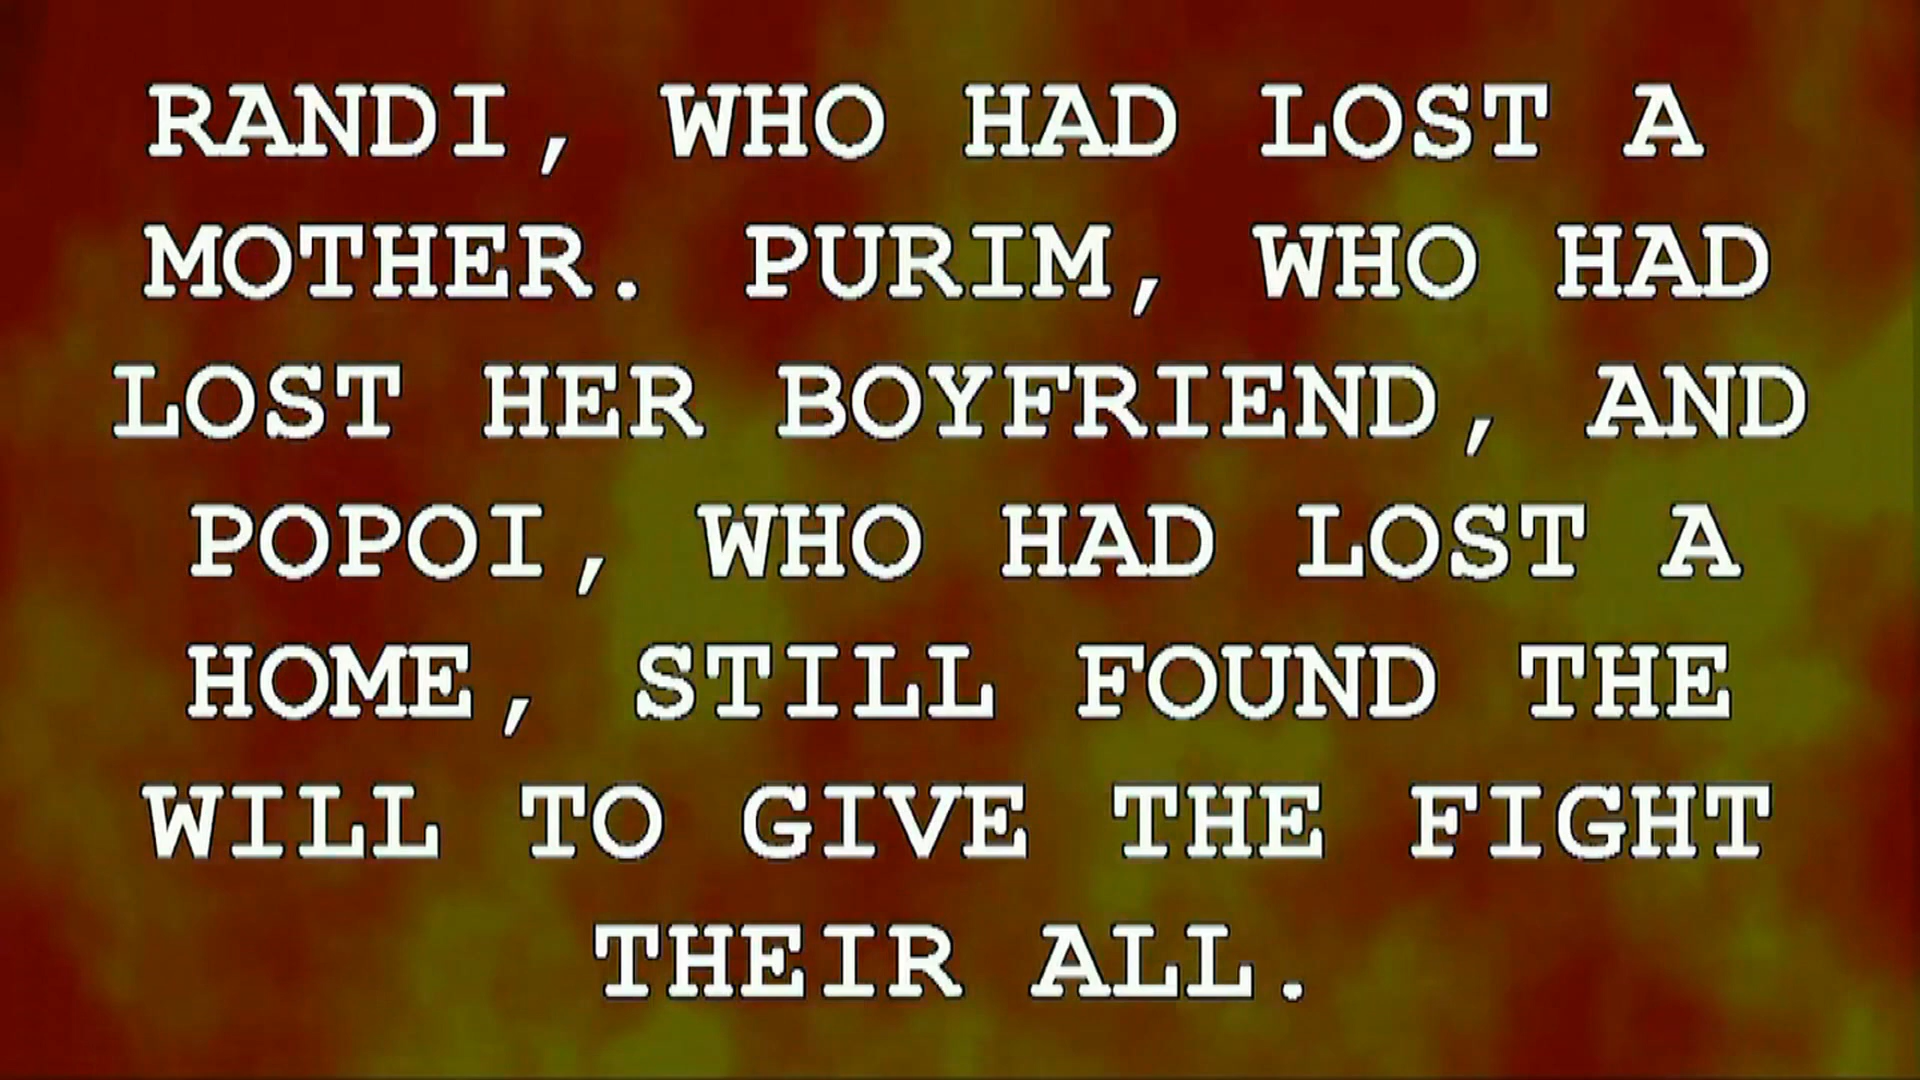 RANDI, WHO HAD LOST A
MOTHER. PURIM, WHO HAD
LOST HER BOYFRIEND, AND
POPOI, WHO HAD LOST A
HOME, STILL FOUND THE
WILL TO GIVE THE FIGHT
THEIR ALL.